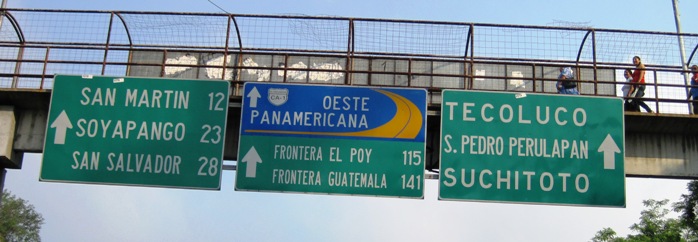 SAN MARTIN 12
SOYAPANGO 23
SAN SALVADOR 28
CA-1
OESTE
PANAMERICANA
FRONTERA EL POY 115
FRONTERA GUATEMALA 141
TECOLUCO
S. PEDRO PERULAPAN
SUCHITOTO